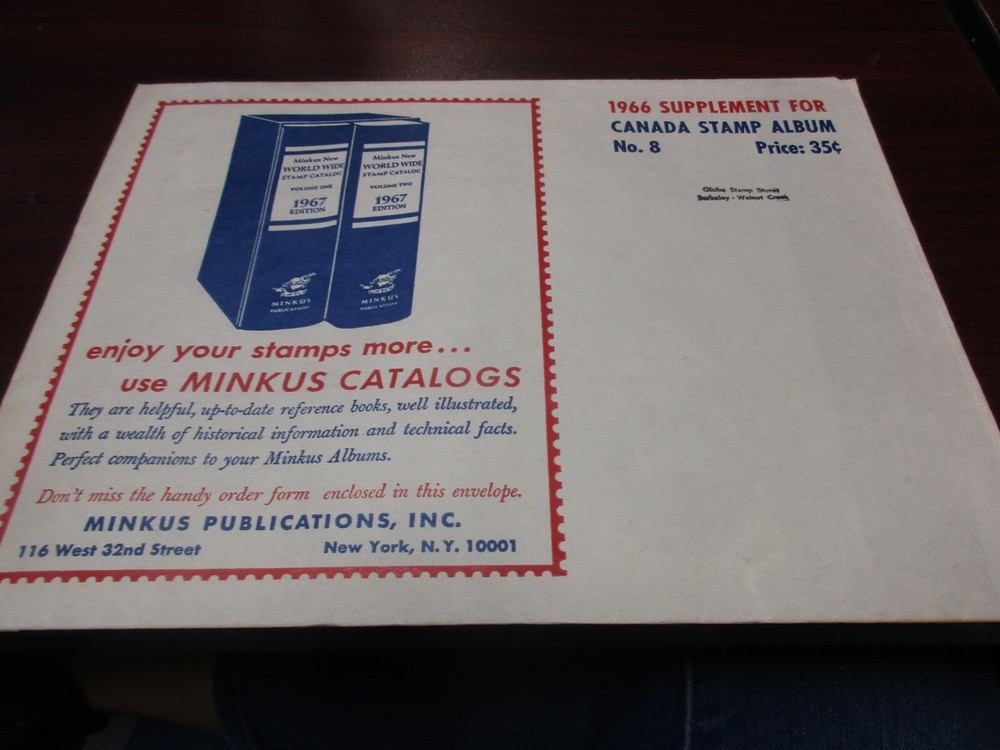 Minkus New
WORLD WIDE
STAMP CATALOG
VOLUME ONE
1967
EDITION
MINKUS
PUBLICATIONS
Minkus New
WORLD WIDE
STAMP CATALOG
VOLUME TWO
1967
EDITION
MINKUS
PUBLICATIONS
enjoy your stamps more...
use MINKUS CATALOGS
They are helpful, up-to-date reference books, well illustrated,
with a wealth of historical information and technical facts.
Perfect companions to your Minkus Albums.
Don't miss the handy order form enclosed in this envelope.
MINKUS PUBLICATIONS, INC.
116 West 32nd Street New York, N.Y. 10001
1966 SUPPLEMENT FOR
CANADA STAMP ALBUM
No. 8 Price: 35¢
Globe Stamp Stores
Berkeley - Walnut Creek